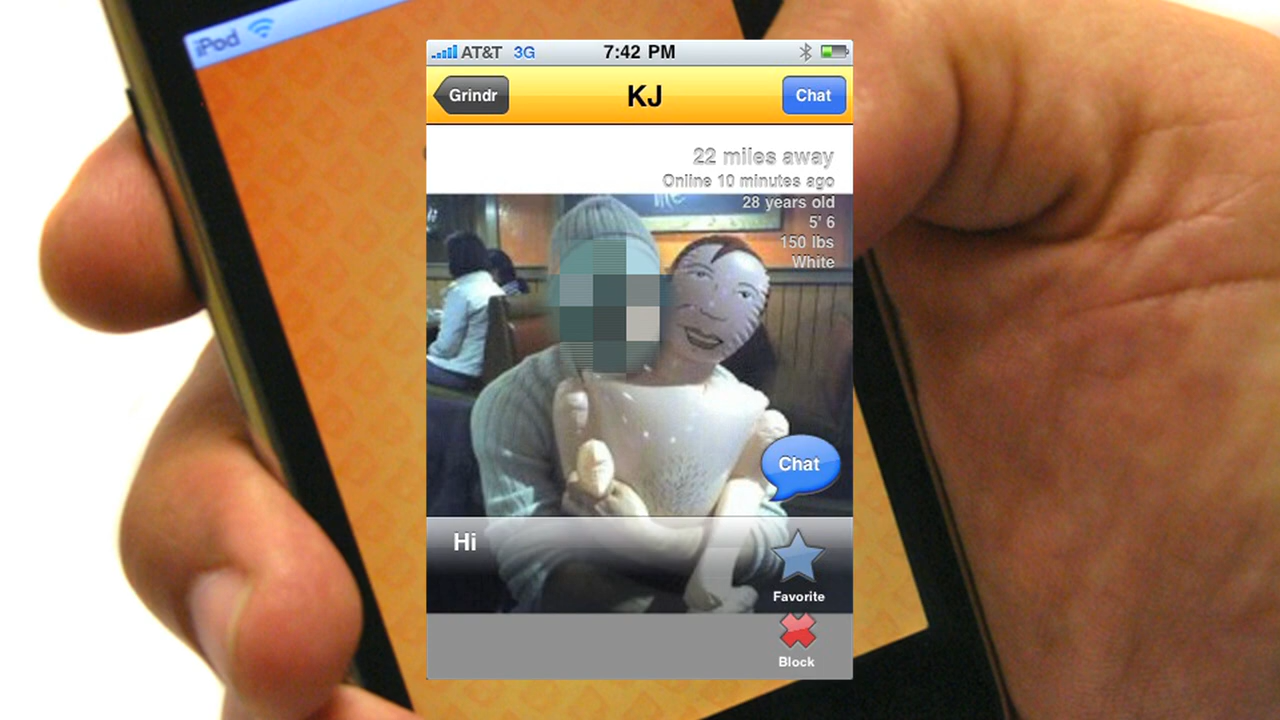 iPod
AT&T 3G 7:42 PM
Grindr KJ Chat
22 miles away
Online 10 minutes ago
28 years old
5' 6
150 lbs
White
Chat
Hi
Favorite
Block